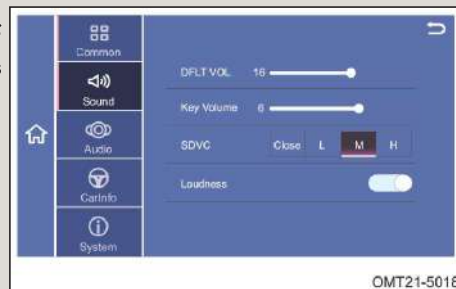 Common
Sound
Audio
CarInfo
System
DFLT VOL 16
Key Volume 6
SDVC Close L M H
Loudness
OMT21-5018